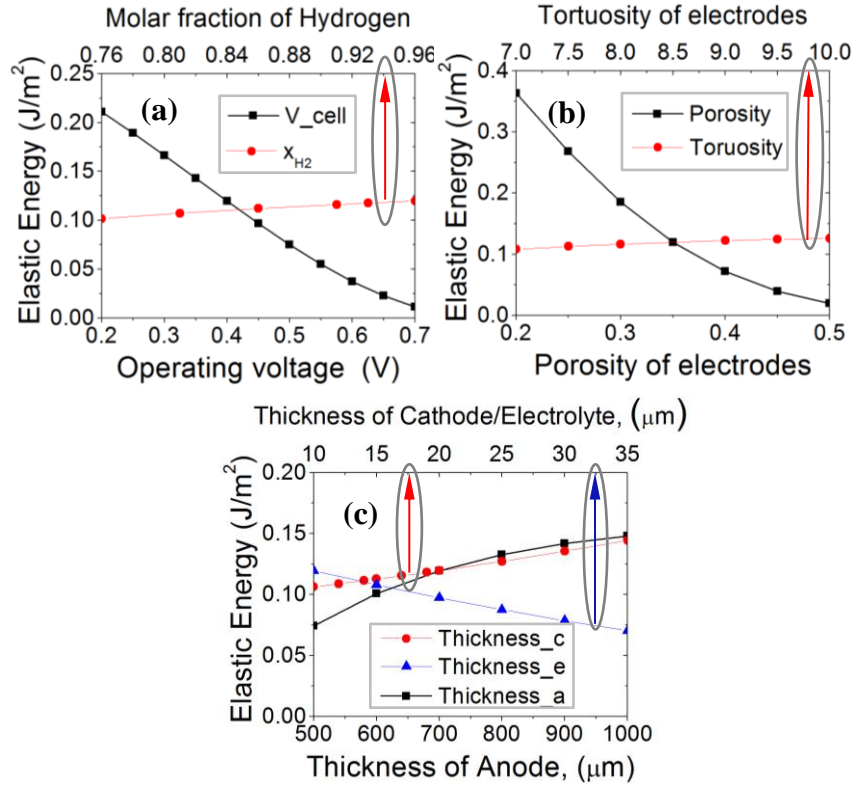 Molar fraction of Hydrogen
0.76 0.80 0.84 0.88 0.92 0.96
0.25
0.20
0.15
0.10
0.05
0.00
Elastic Energy (J/m²)
(a)
V_cell
x_H2
0.2 0.3 0.4 0.5 0.6 0.7
Operating voltage (V)
Tortuosity of electrodes
7.0 7.5 8.0 8.5 9.0 9.5 10.0
0.4
0.3
0.2
0.1
0.0
Elastic Energy (J/m²)
(b)
Porosity
Toruosity
0.2 0.3 0.4 0.5
Porosity of electrodes
Thickness of Cathode/Electrolyte, (μm)
10 15 20 25 30 35
0.20
0.15
0.10
0.05
0.00
Elastic Energy (J/m²)
(c)
Thickness_c
Thickness_e
Thickness_a
500 600 700 800 900 1000
Thickness of Anode, (μm)